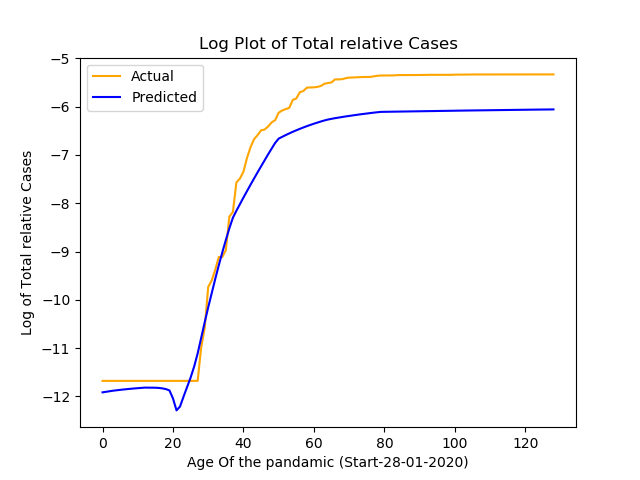 Log Plot of Total relative Cases
Actual
Predicted
Log of Total relative Cases
−5
−6
−7
−8
−9
−10
−11
−12
0 20 40 60 80 100 120
Age Of the pandamic (Start-28-01-2020)